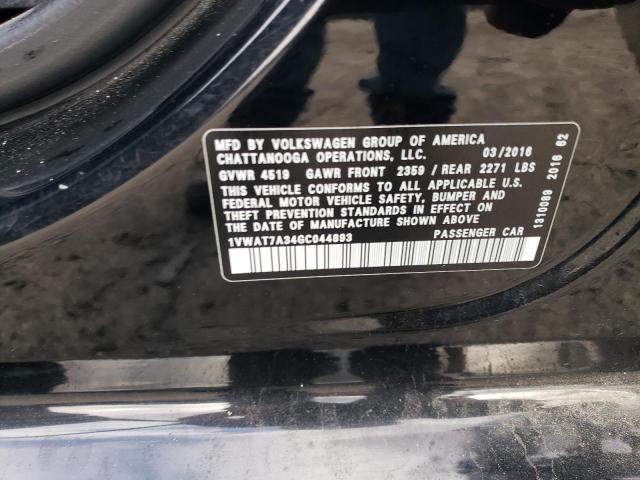 MFD BY VOLKSWAGEN GROUP OF AMERICA
CHATTANOOGA OPERATIONS, LLC. 03/2016
GVWR 4519 GAWR FRONT 2359 / REAR 2271 LBS
THIS VEHICLE CONFORMS TO ALL APPLICABLE U.S.
FEDERAL MOTOR VEHICLE SAFETY, BUMPER AND
THEFT PREVENTION STANDARDS IN EFFECT ON
THE DATE OF MANUFACTURE SHOWN ABOVE
1VWAT7A34GC044893 PASSENGER CAR
1310089 2016 62